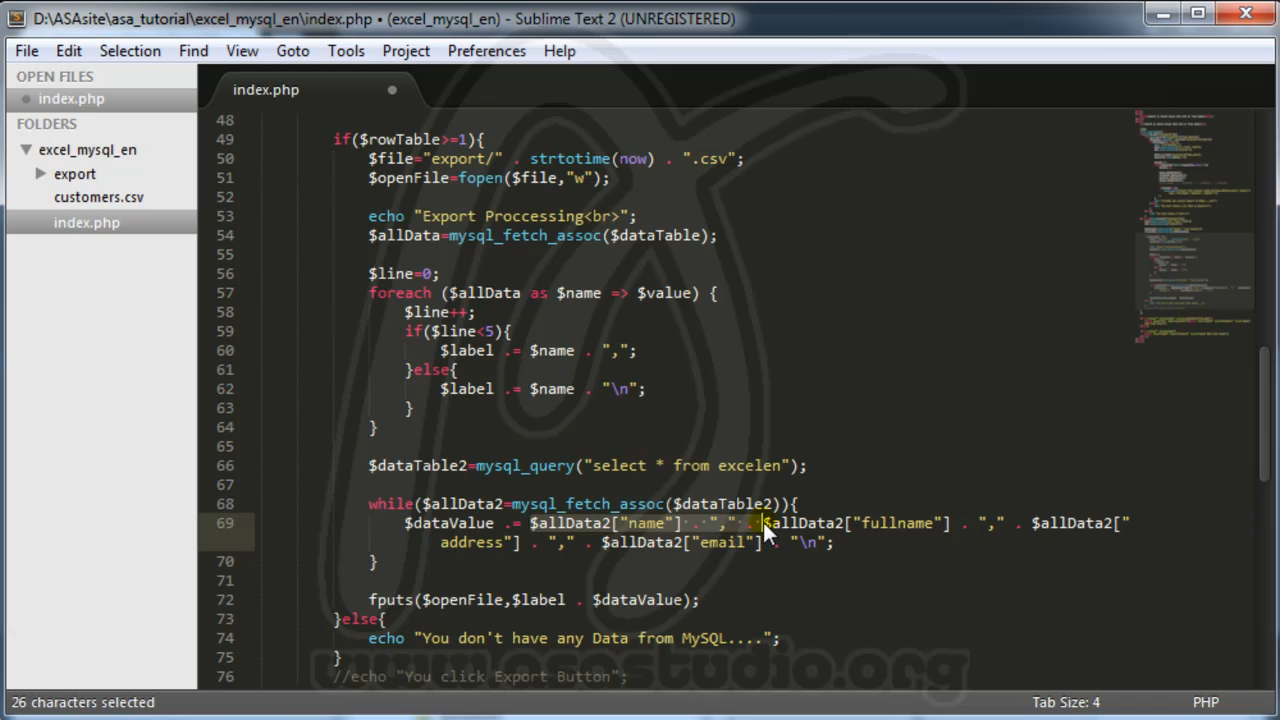 D:\ASAsite\asa_tutorial\excel_mysql_en\index.php • (excel_mysql_en) - Sublime Text 2 (UNREGISTERED)
File Edit Selection Find View Goto Tools Project Preferences Help
OPEN FILES
index.php
FOLDERS
excel_mysql_en
export
customers.csv
index.php
index.php
48
49 if($rowTable>=1){
50 $file="export/" . strtotime(now) . ".csv";
51 $openFile=fopen($file,"w");
52
53 echo "Export Proccessing<br>";
54 $allData=mysql_fetch_assoc($dataTable);
55
56 $line=0;
57 foreach ($allData as $name => $value) {
58 $line++;
59 if($line<5){
60 $label .= $name . ",";
61 }else{
62 $label .= $name . "\n";
63 }
64 }
65
66 $dataTable2=mysql_query("select * from excelen");
67
68 while($allData2=mysql_fetch_assoc($dataTable2)){
69 $dataValue .= $allData2["name"] . "," . $allData2["fullname"] . "," . $allData2["
address"] . "," . $allData2["email"] . "\n";
70 }
71
72 fputs($openFile,$label . $dataValue);
73 }else{
74 echo "You don't have any Data from MySQL....";
75 }
76 //echo "You click Export Button";
www.asastudio.org
26 characters selected
Tab Size: 4
PHP